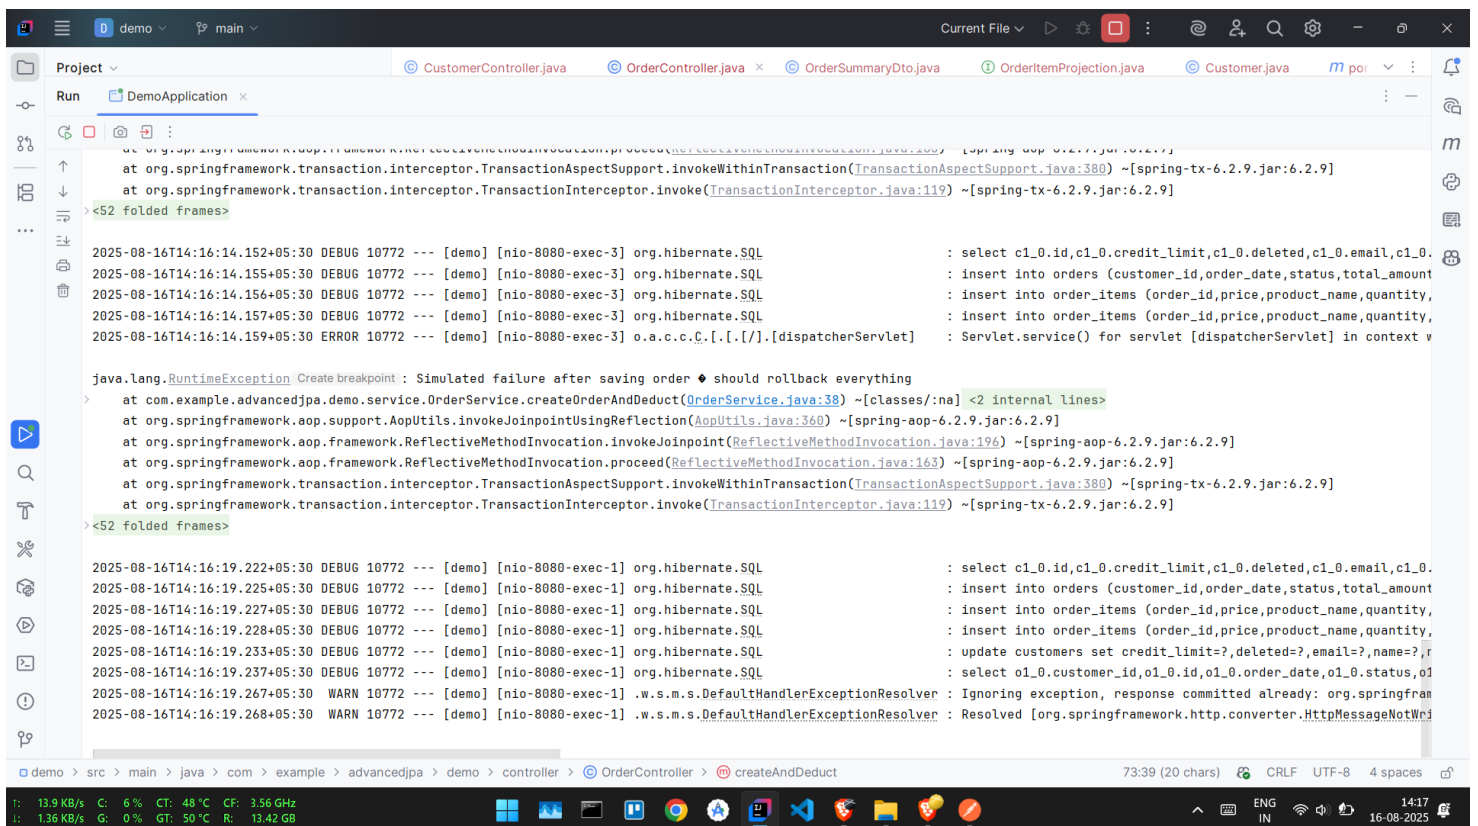 D demo main Current File
Project CustomerController.java OrderController.java OrderSummaryDto.java OrderItemProjection.java Customer.java m
Run DemoApplication
at org.springframework.aop.framework.ReflectiveMethodInvocation.proceed(ReflectiveMethodInvocation.java:163) ~[spring-aop-6.2.9.jar:6.2.9]
at org.springframework.transaction.interceptor.TransactionAspectSupport.invokeWithinTransaction(TransactionAspectSupport.java:380) ~[spring-tx-6.2.9.jar:6.2.9]
at org.springframework.transaction.interceptor.TransactionInterceptor.invoke(TransactionInterceptor.java:119) ~[spring-tx-6.2.9.jar:6.2.9]
<52 folded frames>
2025-08-16T14:16:14.152+05:30 DEBUG 10772 --- [demo] [nio-8080-exec-3] org.hibernate.SQL : select c1_0.id,c1_0.credit_limit,c1_0.deleted,c1_0.email,c1_0.
2025-08-16T14:16:14.155+05:30 DEBUG 10772 --- [demo] [nio-8080-exec-3] org.hibernate.SQL : insert into orders (customer_id,order_date,status,total_amount
2025-08-16T14:16:14.156+05:30 DEBUG 10772 --- [demo] [nio-8080-exec-3] org.hibernate.SQL : insert into order_items (order_id,price,product_name,quantity,
2025-08-16T14:16:14.157+05:30 DEBUG 10772 --- [demo] [nio-8080-exec-3] org.hibernate.SQL : insert into order_items (order_id,price,product_name,quantity,
2025-08-16T14:16:14.159+05:30 ERROR 10772 --- [demo] [nio-8080-exec-3] o.a.c.c.C.[.[.[/].[dispatcherServlet] : Servlet.service() for servlet [dispatcherServlet] in context w
java.lang.RuntimeException Create breakpoint : Simulated failure after saving order � should rollback everything
at com.example.advancedjpa.demo.service.OrderService.createOrderAndDeduct(OrderService.java:38) ~[classes/:na] <2 internal lines>
at org.springframework.aop.support.AopUtils.invokeJoinpointUsingReflection(AopUtils.java:360) ~[spring-aop-6.2.9.jar:6.2.9]
at org.springframework.aop.framework.ReflectiveMethodInvocation.invokeJoinpoint(ReflectiveMethodInvocation.java:196) ~[spring-aop-6.2.9.jar:6.2.9]
at org.springframework.aop.framework.ReflectiveMethodInvocation.proceed(ReflectiveMethodInvocation.java:163) ~[spring-aop-6.2.9.jar:6.2.9]
at org.springframework.transaction.interceptor.TransactionAspectSupport.invokeWithinTransaction(TransactionAspectSupport.java:380) ~[spring-tx-6.2.9.jar:6.2.9]
at org.springframework.transaction.interceptor.TransactionInterceptor.invoke(TransactionInterceptor.java:119) ~[spring-tx-6.2.9.jar:6.2.9]
<52 folded frames>
2025-08-16T14:16:19.222+05:30 DEBUG 10772 --- [demo] [nio-8080-exec-1] org.hibernate.SQL : select c1_0.id,c1_0.credit_limit,c1_0.deleted,c1_0.email,c1_0.
2025-08-16T14:16:19.225+05:30 DEBUG 10772 --- [demo] [nio-8080-exec-1] org.hibernate.SQL : insert into orders (customer_id,order_date,status,total_amount
2025-08-16T14:16:19.227+05:30 DEBUG 10772 --- [demo] [nio-8080-exec-1] org.hibernate.SQL : insert into order_items (order_id,price,product_name,quantity,
2025-08-16T14:16:19.228+05:30 DEBUG 10772 --- [demo] [nio-8080-exec-1] org.hibernate.SQL : insert into order_items (order_id,price,product_name,quantity,
2025-08-16T14:16:19.233+05:30 DEBUG 10772 --- [demo] [nio-8080-exec-1] org.hibernate.SQL : update customers set credit_limit=?,deleted=?,email=?,name=?,
2025-08-16T14:16:19.237+05:30 DEBUG 10772 --- [demo] [nio-8080-exec-1] org.hibernate.SQL : select o1_0.customer_id,o1_0.id,o1_0.order_date,o1_0.status,o1
2025-08-16T14:16:19.267+05:30 WARN 10772 --- [demo] [nio-8080-exec-1] .w.s.m.s.DefaultHandlerExceptionResolver : Ignoring exception, response committed already: org.springfram
2025-08-16T14:16:19.268+05:30 WARN 10772 --- [demo] [nio-8080-exec-1] .w.s.m.s.DefaultHandlerExceptionResolver : Resolved [org.springframework.http.converter.HttpMessageNotWri
demo > src > main > java > com > example > advancedjpa > demo > controller > OrderController > createAndDeduct 73:39 (20 chars) CRLF UTF-8 4 spaces
13.9 KB/s C: 6 % CT: 48 °C CF: 3.56 GHz
1.36 KB/s G: 0 % GT: 50 °C R: 13.42 GB
ENG
IN
14:17
16-08-2025